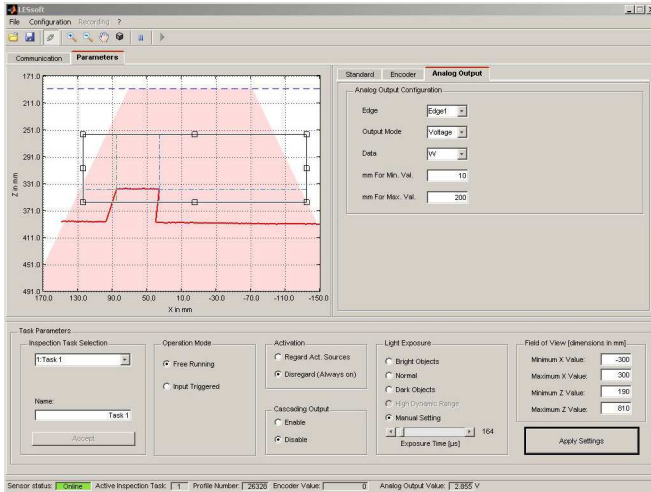 LESsoft
File Configuration Recording ?
Communication Parameters
171.0
211.0
251.0
291.0
331.0
371.0
411.0
451.0
491.0
Z in mm
170.0 130.0 90.0 50.0 10.0 -30.0 -70.0 -110.0 -150.0
X in mm
Standard Encoder Analog Output
Analog Output Configuration
Edge Edge1
Output Mode Voltage
Data W
mm For Min. Val. 10
mm For Max. Val. 200
Task Parameters
Inspection Task Selection
1:Task 1
Name:
Task 1
Accept
Operation Mode
Free Running
Input Triggered
Activation
Regard Act. Sources
Disregard (Always on)
Cascading Output
Enable
Disable
Light Exposure
Bright Objects
Normal
Dark Objects
High Dynamic Range
Manual Setting
164
Exposure Time [µs]
Field of View [dimensions in mm]
Minimum X Value: -300
Maximum X Value: 300
Minimum Z Value: 190
Maximum Z Value: 810
Apply Settings
Sensor status: Online Active Inspection Task: 1 Profile Number: 26328 Encoder Value: 0 Analog Output Value: 2.855 V